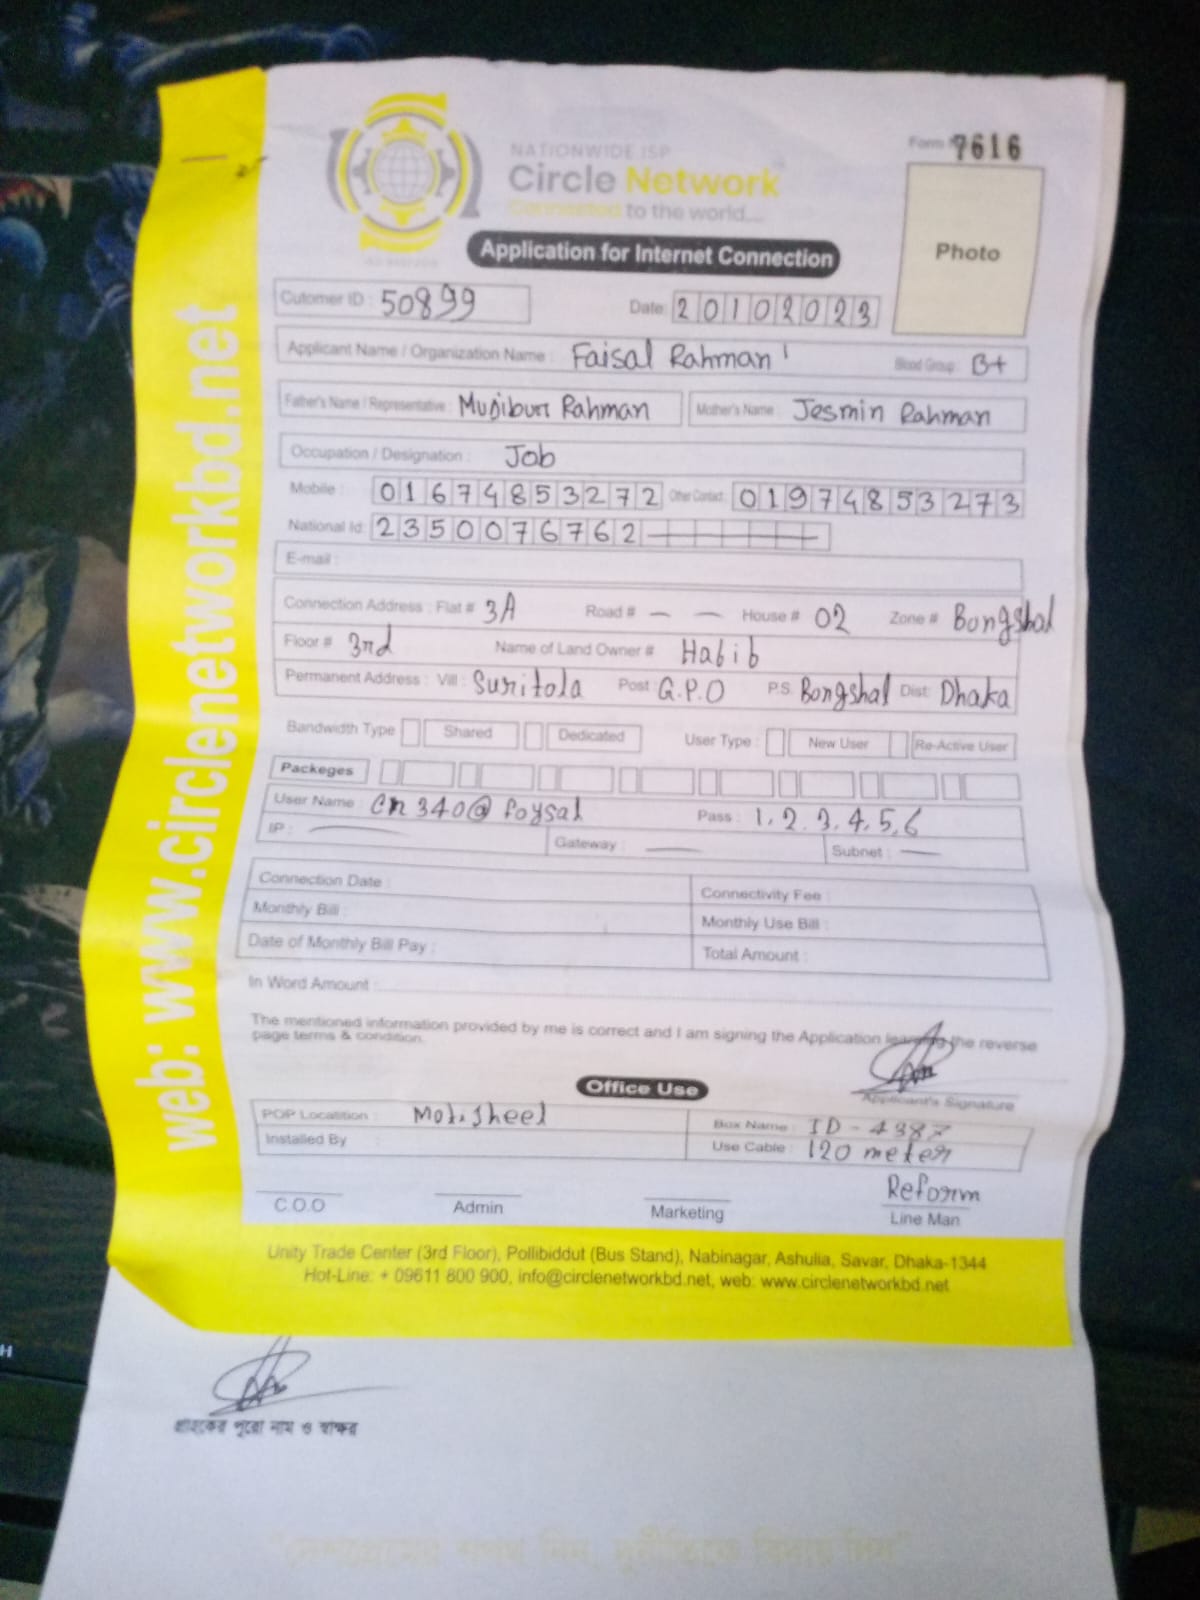 Form 7616
NATIONWIDE ISP
Circle Network
Connected to the world....
Photo
Application for Internet Connection
Cutomer ID : 50899 Date: 20102023
Applicant Name / Organization Name : Faisal Rahman Blood Group : B+
Father's Name / Representative : Mujibur Rahman Mother's Name : Jesmin Rahman
Occupation / Designation : Job
Mobile : 01674853272 Other Contact: 01974853273
National Id: 2350076762
E-mail :
Connection Address : Flat # 3A Road # — — House # 02 Zone # Bongshal
Floor # 3rd Name of Land Owner # Habib
Permanent Address : Vill : Suritola Post : G.P.O P.S. Bongshal Dist: Dhaka
Bandwidth Type Shared Dedicated User Type : New User Re-Active User
Packeges
User Name : cn340@foysal Pass : 1,2.3,4,5,6
IP : — Gateway : — Subnet : —
Connection Date : Connectivity Fee :
Monthly Bill : Monthly Use Bill :
Date of Monthly Bill Pay : Total Amount :
In Word Amount :
The mentioned information provided by me is correct and I am signing the Application the reverse
page terms & condition.
Applicant's Signature
Office Use
POP Locatition : Motijheel Box Name : ID-
Installed By : Use Cable : 120 meter
Reform
C.O.O Admin Marketing Line Man
Unity Trade Center (3rd Floor), Pollibiddut (Bus Stand), Nabinagar, Ashulia, Savar, Dhaka-1344
Hot-Line: + 09611 800 900, info@circlenetworkbd.net, web: www.circlenetworkbd.net
web: www.circlenetworkbd.net
গ্রাহকের পুরো নাম ও স্বাক্ষর